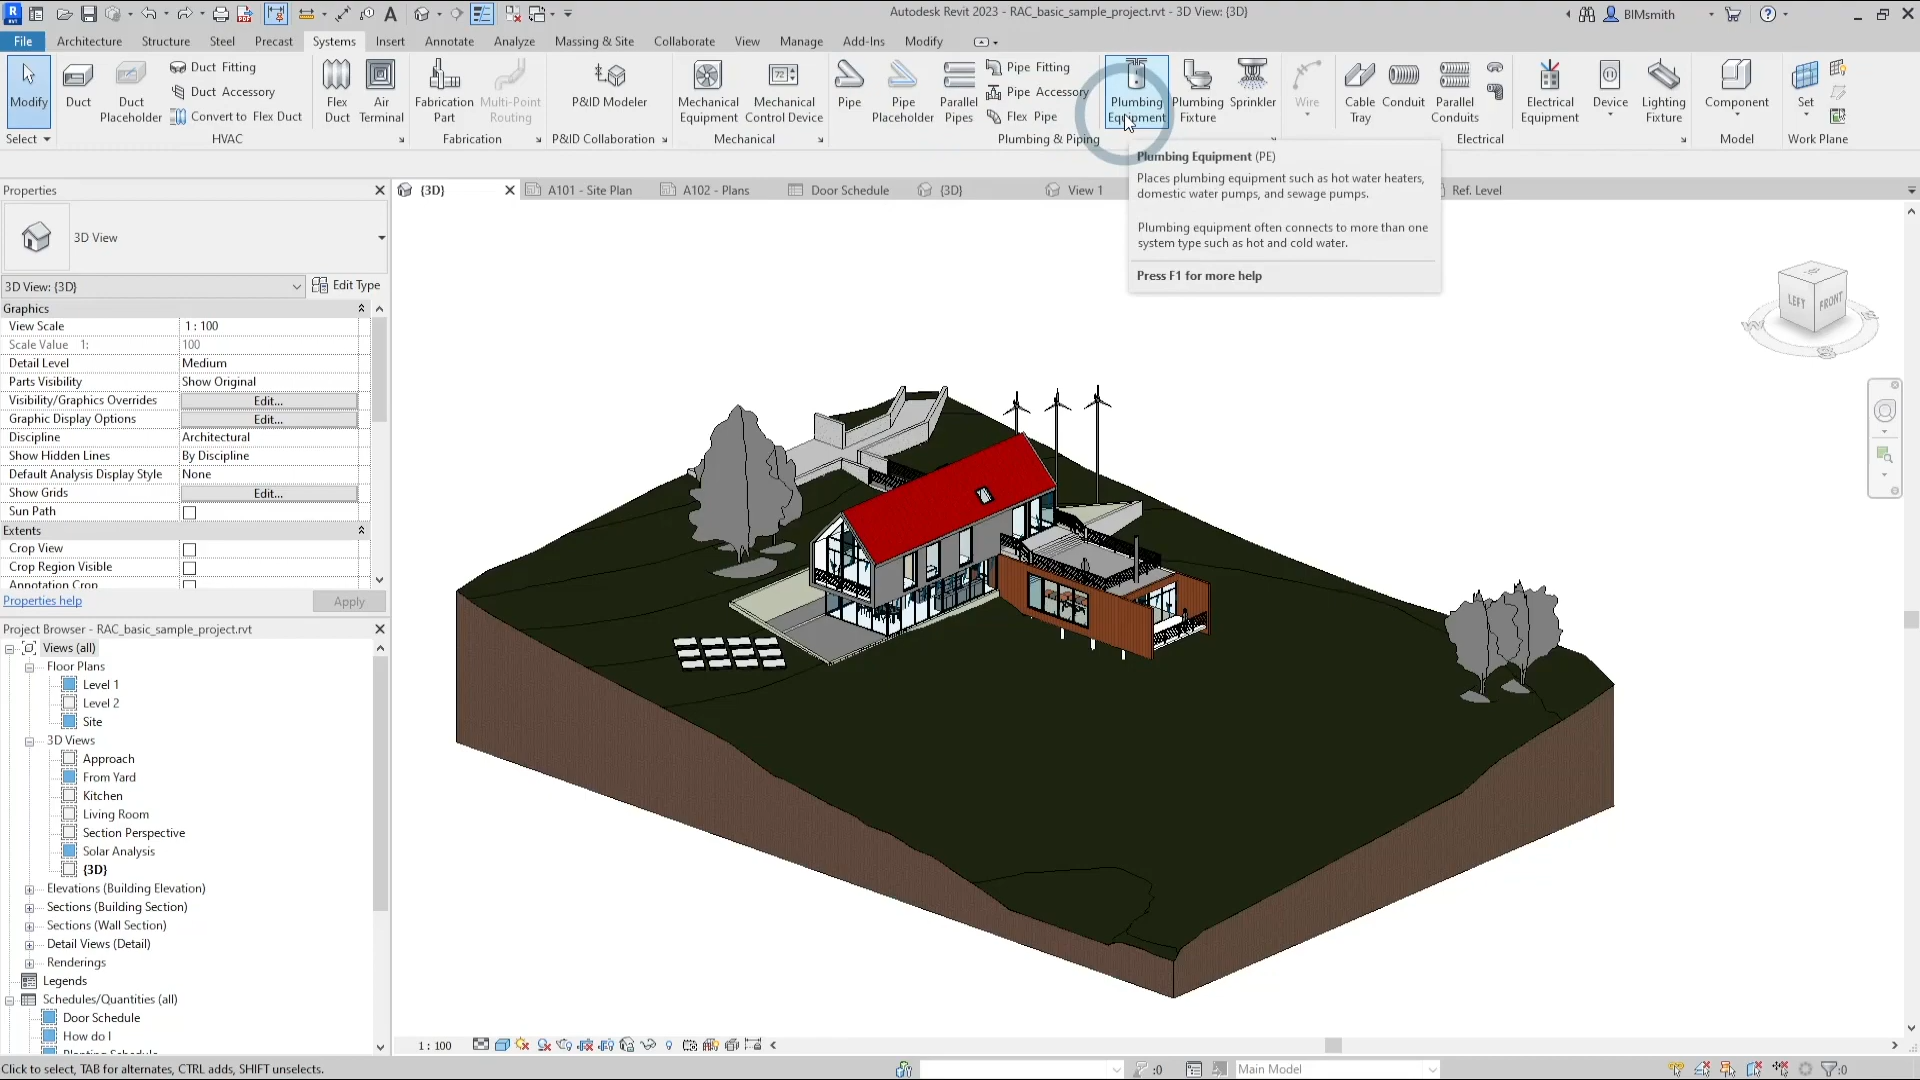 Autodesk Revit 2023 - RAC_basic_sample_project.rvt - 3D View: {3D}
BIMsmith
File Architecture Structure Steel Precast Systems Insert Annotate Analyze Massing & Site Collaborate View Manage Add-Ins Modify
Modify
Select
Duct
Duct Placeholder
Duct Fitting
Duct Accessory
Convert to Flex Duct
HVAC
Flex Duct
Air Terminal
Fabrication Part
Multi-Point Routing
Fabrication
P&ID Modeler
P&ID Collaboration
Mechanical Equipment
Mechanical Control Device
Mechanical
Pipe
Pipe Placeholder
Parallel Pipes
Pipe Fitting
Pipe Accessory
Flex Pipe
Plumbing Equipment
Plumbing Fixture
Sprinkler
Plumbing & Piping
Wire
Cable Tray
Conduit
Parallel Conduits
Electrical Equipment
Device
Lighting Fixture
Electrical
Component
Model
Set
Work Plane
Plumbing Equipment (PE)
Places plumbing equipment such as hot water heaters,
domestic water pumps, and sewage pumps.
Plumbing equipment often connects to more than one
system type such as hot and cold water.
Press F1 for more help
{3D} A101 - Site Plan A102 - Plans Door Schedule {3D} View 1 Ref. Level
Properties
3D View
3D View: {3D} Edit Type
Graphics
View Scale 1 : 100
Scale Value 1: 100
Detail Level Medium
Parts Visibility Show Original
Visibility/Graphics Overrides Edit...
Graphic Display Options Edit...
Discipline Architectural
Show Hidden Lines By Discipline
Default Analysis Display Style None
Show Grids Edit...
Sun Path
Extents
Crop View
Crop Region Visible
Annotation Crop
Properties help Apply
Project Browser - RAC_basic_sample_project.rvt
Views (all)
Floor Plans
Level 1
Level 2
Site
3D Views
Approach
From Yard
Kitchen
Living Room
Section Perspective
Solar Analysis
{3D}
Elevations (Building Elevation)
Sections (Building Section)
Sections (Wall Section)
Detail Views (Detail)
Renderings
Legends
Schedules/Quantities (all)
Door Schedule
How do I
Planting Schedule
LEFT FRONT
W S E
1 : 100
Click to select, TAB for alternates, CTRL adds, SHIFT unselects.
:0
Main Model
:0